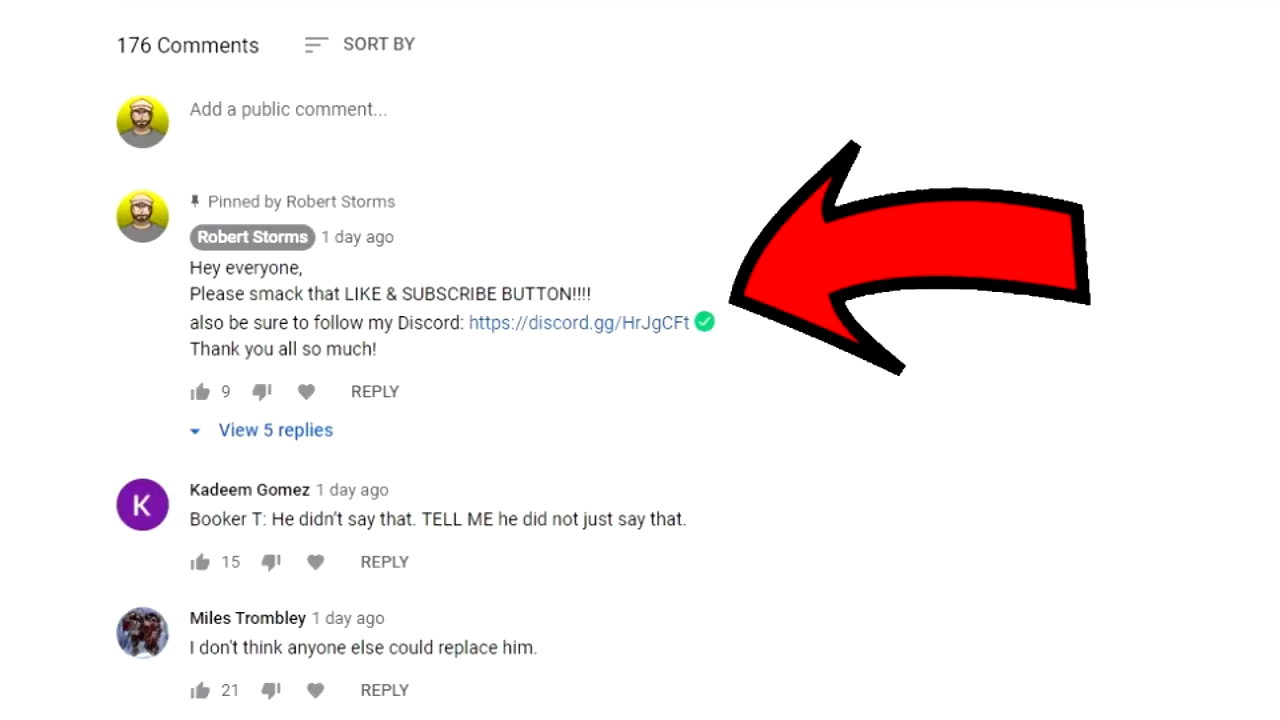 176 Comments SORT BY
Add a public comment...
Pinned by Robert Storms
Robert Storms 1 day ago
Hey everyone,
Please smack that LIKE & SUBSCRIBE BUTTON!!!!
also be sure to follow my Discord: https://discord.gg/HrJgCFt
Thank you all so much!
9 REPLY
View 5 replies
K
Kadeem Gomez 1 day ago
Booker T: He didn't say that. TELL ME he did not just say that.
15 REPLY
Miles Trombley 1 day ago
I don't think anyone else could replace him.
21 REPLY